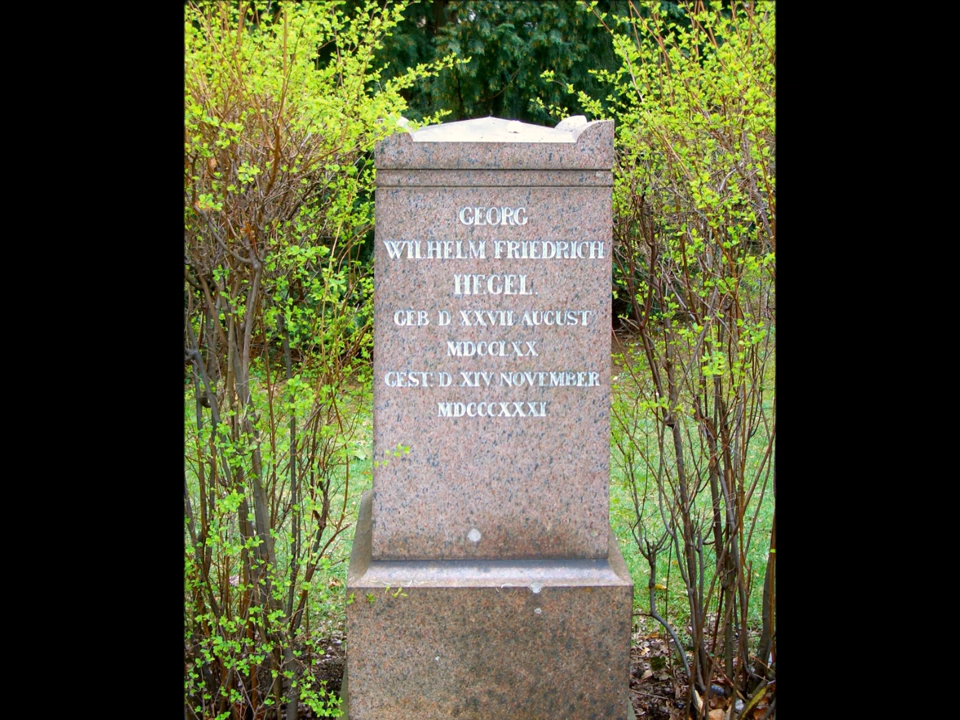 GEORG
WILHELM FRIEDRICH
HEGEL
GEB D XXVII AUGUST
MDCCLXX
GEST. D. XIV NOVEMBER
MDCCCXXXI